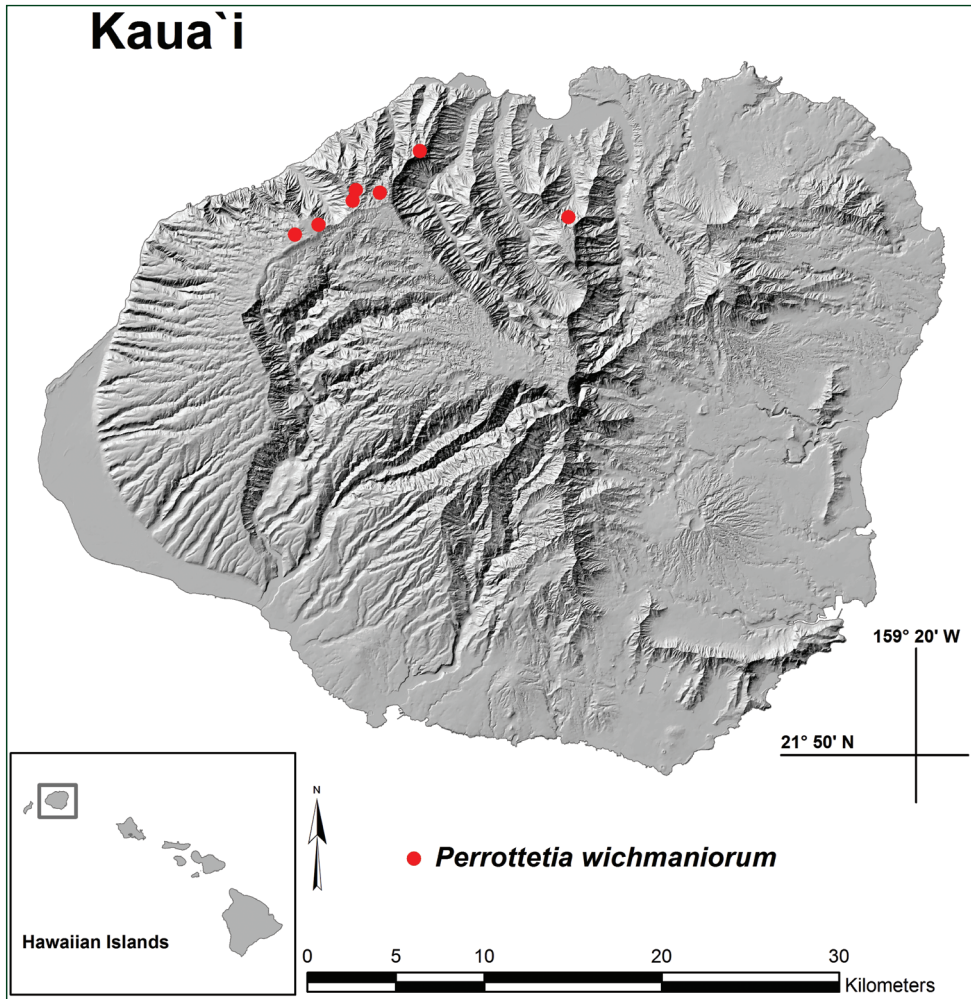 Kaua`i
159° 20' W
21° 50' N
N
Perrottetia wichmaniorum
Hawaiian Islands
0 5 10 20 30
Kilometers